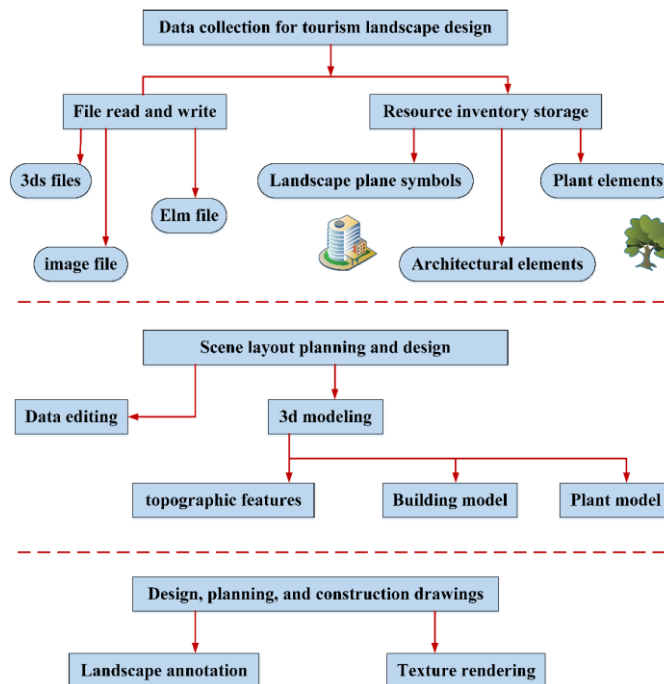 Data collection for tourism landscape design
File read and write
Resource inventory storage
3ds files
Landscape plane symbols
Plant elements
Elm file
image file
Architectural elements
Scene layout planning and design
Data editing
3d modeling
topographic features
Building model
Plant model
Design, planning, and construction drawings
Landscape annotation
Texture rendering